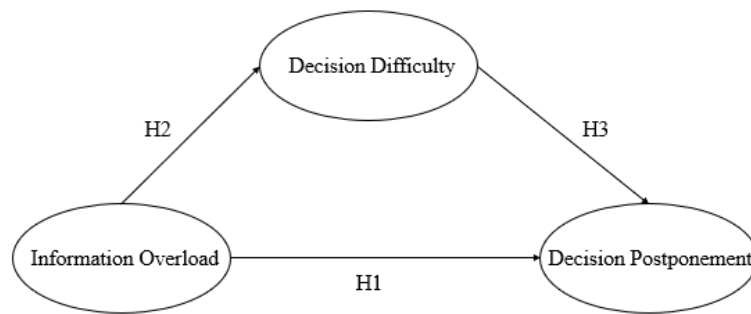 Decision Difficulty
H2
H3
Information Overload
Decision Postponement
H1